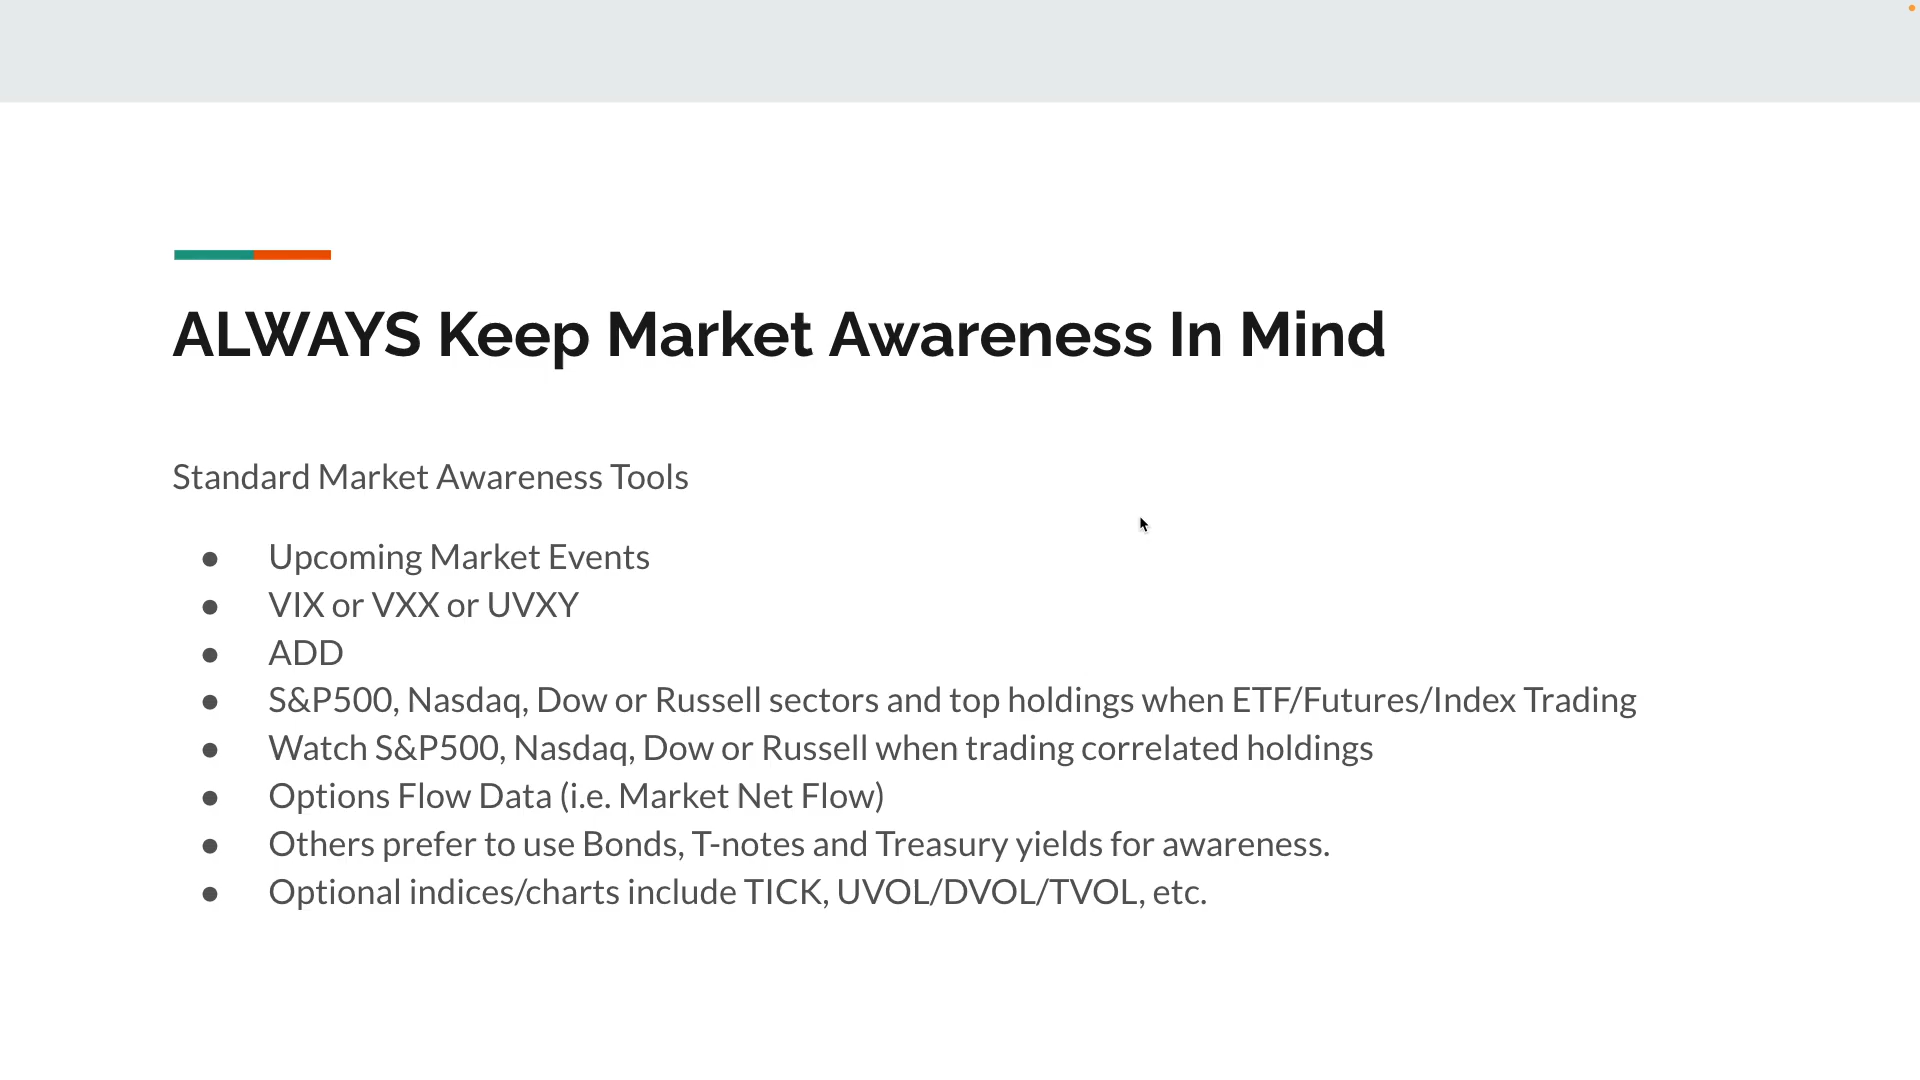 ALWAYS Keep Market Awareness In Mind
Standard Market Awareness Tools
● Upcoming Market Events
● VIX or VXX or UVXY
● ADD
● S&P500, Nasdaq, Dow or Russell sectors and top holdings when ETF/Futures/Index Trading
● Watch S&P500, Nasdaq, Dow or Russell when trading correlated holdings
● Options Flow Data (i.e. Market Net Flow)
● Others prefer to use Bonds, T-notes and Treasury yields for awareness.
● Optional indices/charts include TICK, UVOL/DVOL/TVOL, etc.